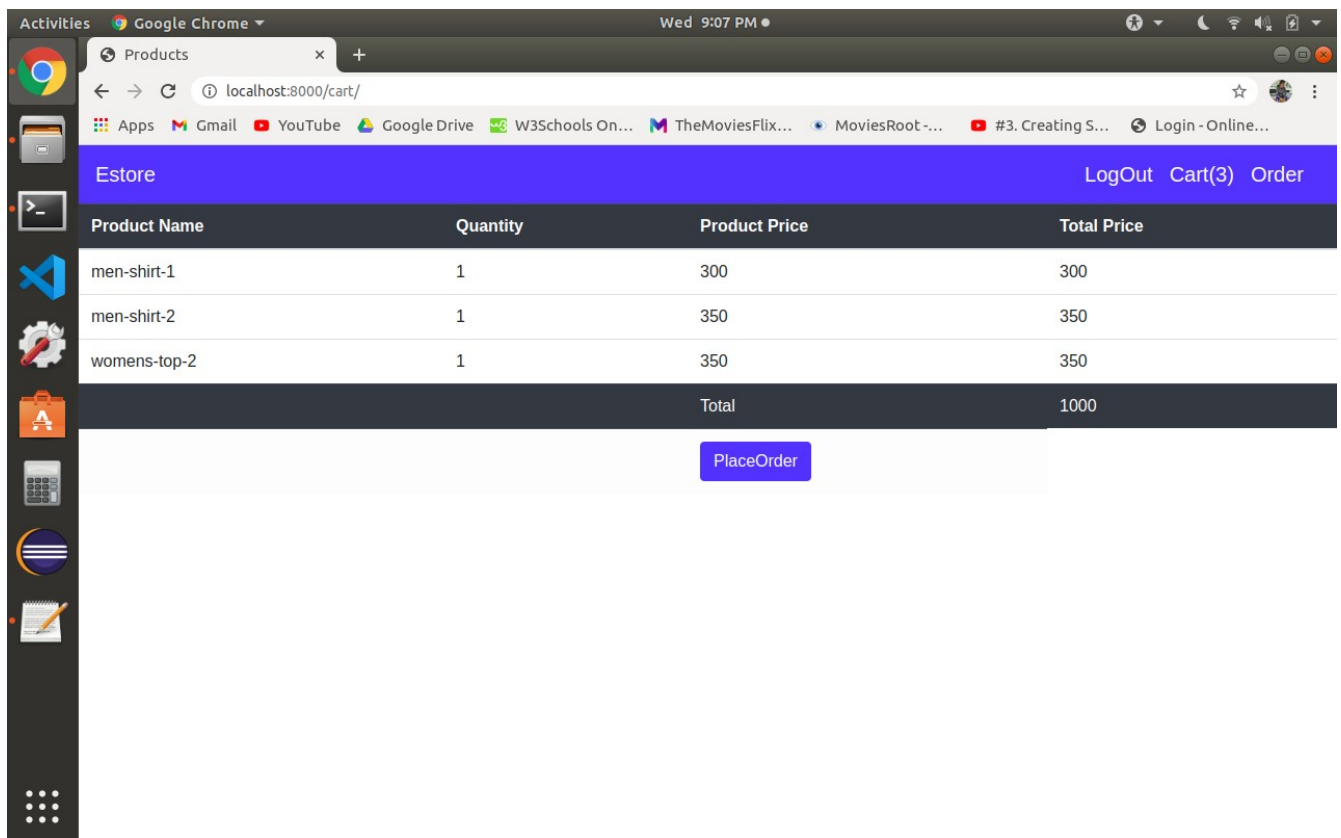 Activities Google Chrome Wed 9:07 PM
Products
localhost:8000/cart/
Apps Gmail YouTube Google Drive W3Schools On... TheMoviesFlix... MoviesRoot -... #3. Creating S... Login - Online...
Estore LogOut Cart(3) Order
Product Name Quantity Product Price Total Price
men-shirt-1 1 300 300
men-shirt-2 1 350 350
womens-top-2 1 350 350
Total 1000
PlaceOrder